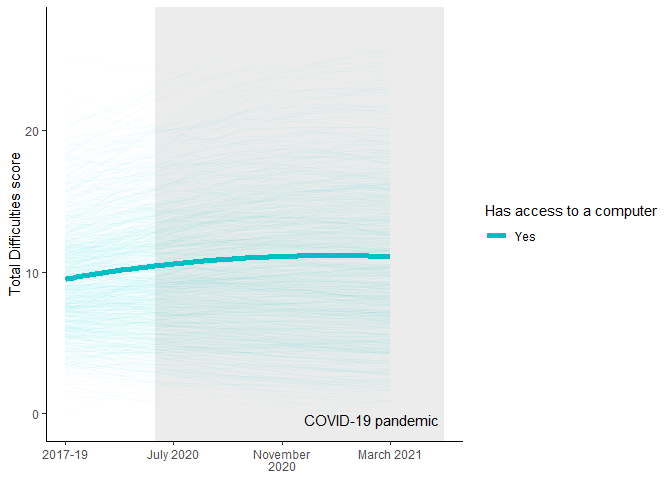 Total Difficulties score
20
10
0
COVID-19 pandemic
2017-19
July 2020
November
2020
March 2021
Has access to a computer
Yes